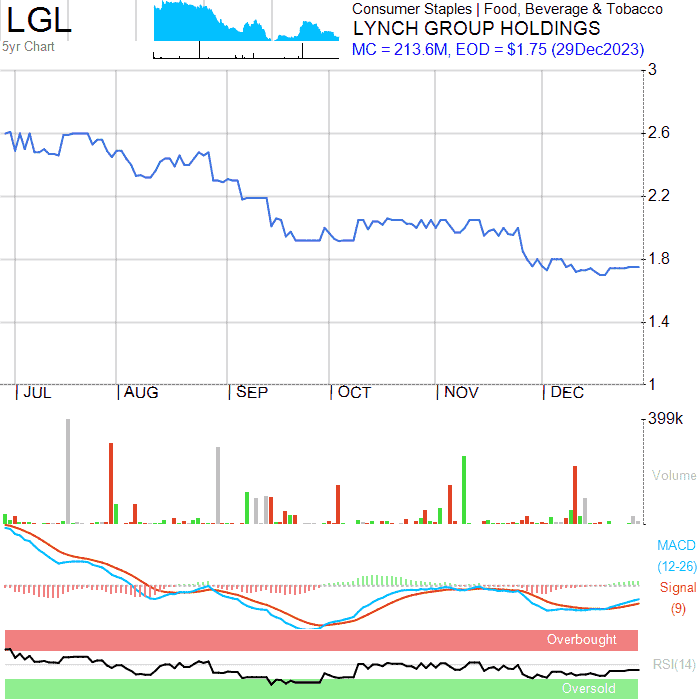 LGL
5yr Chart
Consumer Staples | Food, Beverage & Tobacco
LYNCH GROUP HOLDINGS
MC = 213.6M, EOD = $1.75 (29Dec2023)
3
2.6
2.2
1.8
1.4
1
JUL AUG SEP OCT NOV DEC
399k
Volume
MACD
(12-26)
Signal
(9)
Overbought
RSI(14)
Oversold